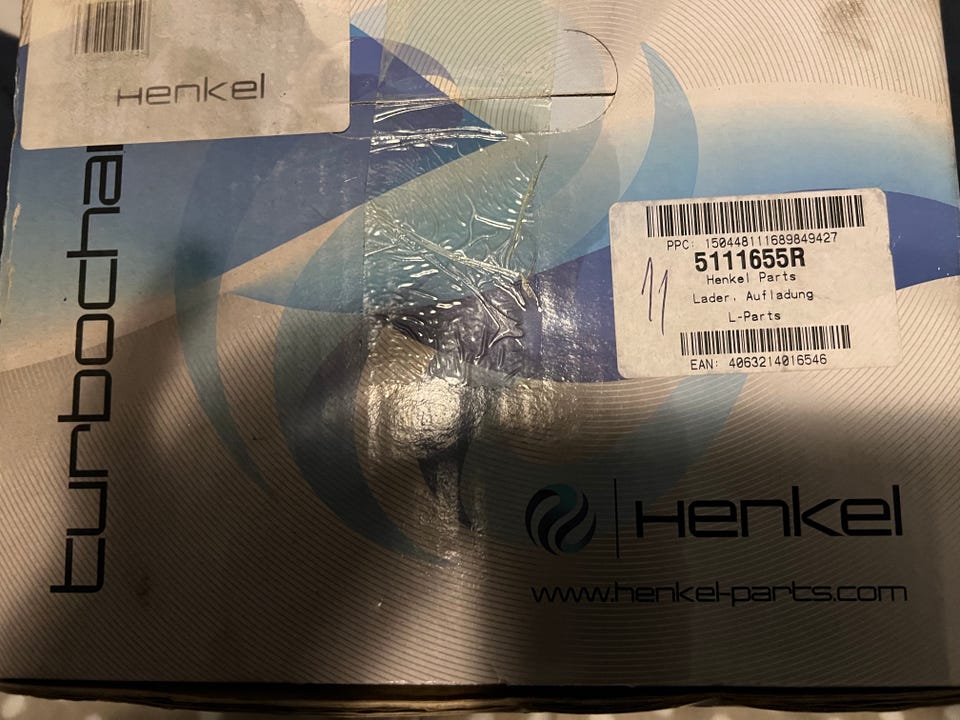 Henkel
turbochar
PPC: 150448111689849427
5111655R
Henkel Parts
Lader, Aufladung
L-Parts
EAN: 4063214016546
11
Henkel
www.henkel-parts.com